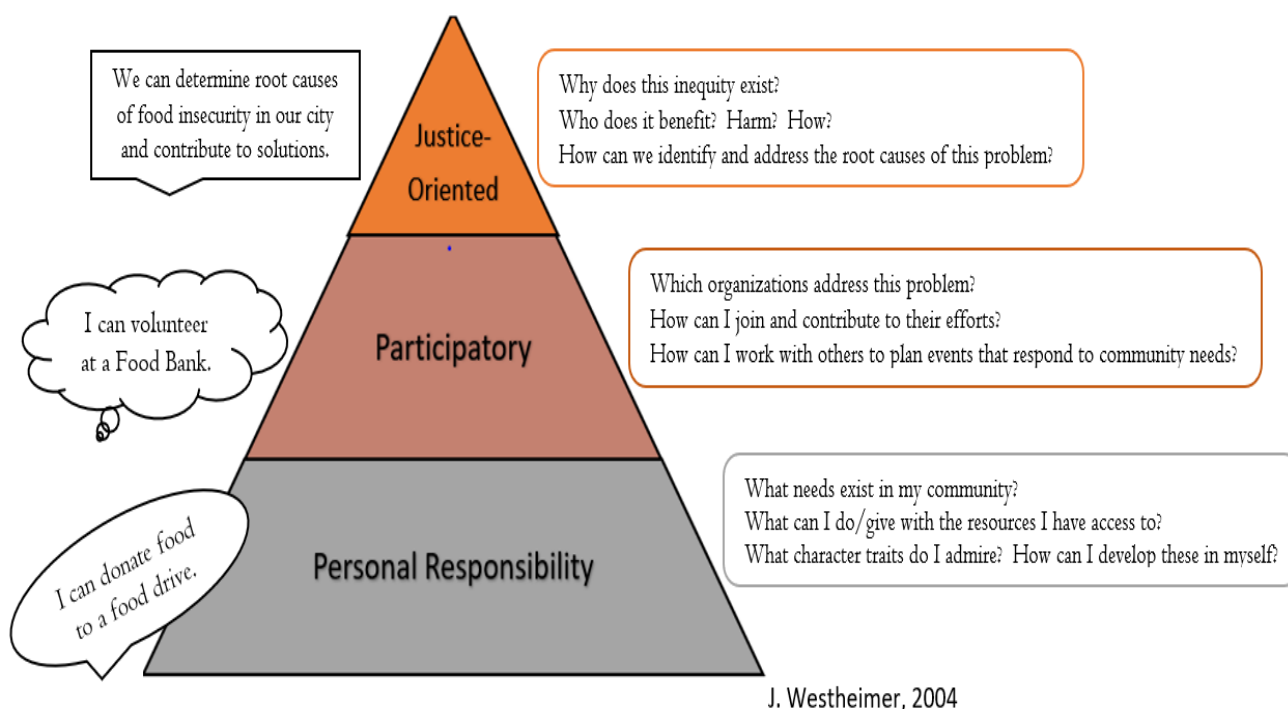 We can determine root causes
of food insecurity in our city
and contribute to solutions.
Justice-
Oriented
Why does this inequity exist?
Who does it benefit?  Harm?  How?
How can we identify and address the root causes of this problem?
I can volunteer
at a Food Bank.
Participatory
Which organizations address this problem?
How can I join and contribute to their efforts?
How can I work with others to plan events that respond to community needs?
I can donate food
to a food drive.
Personal Responsibility
What needs exist in my community?
What can I do/give with the resources I have access to?
What character traits do I admire?  How can I develop these in myself?
J. Westheimer, 2004